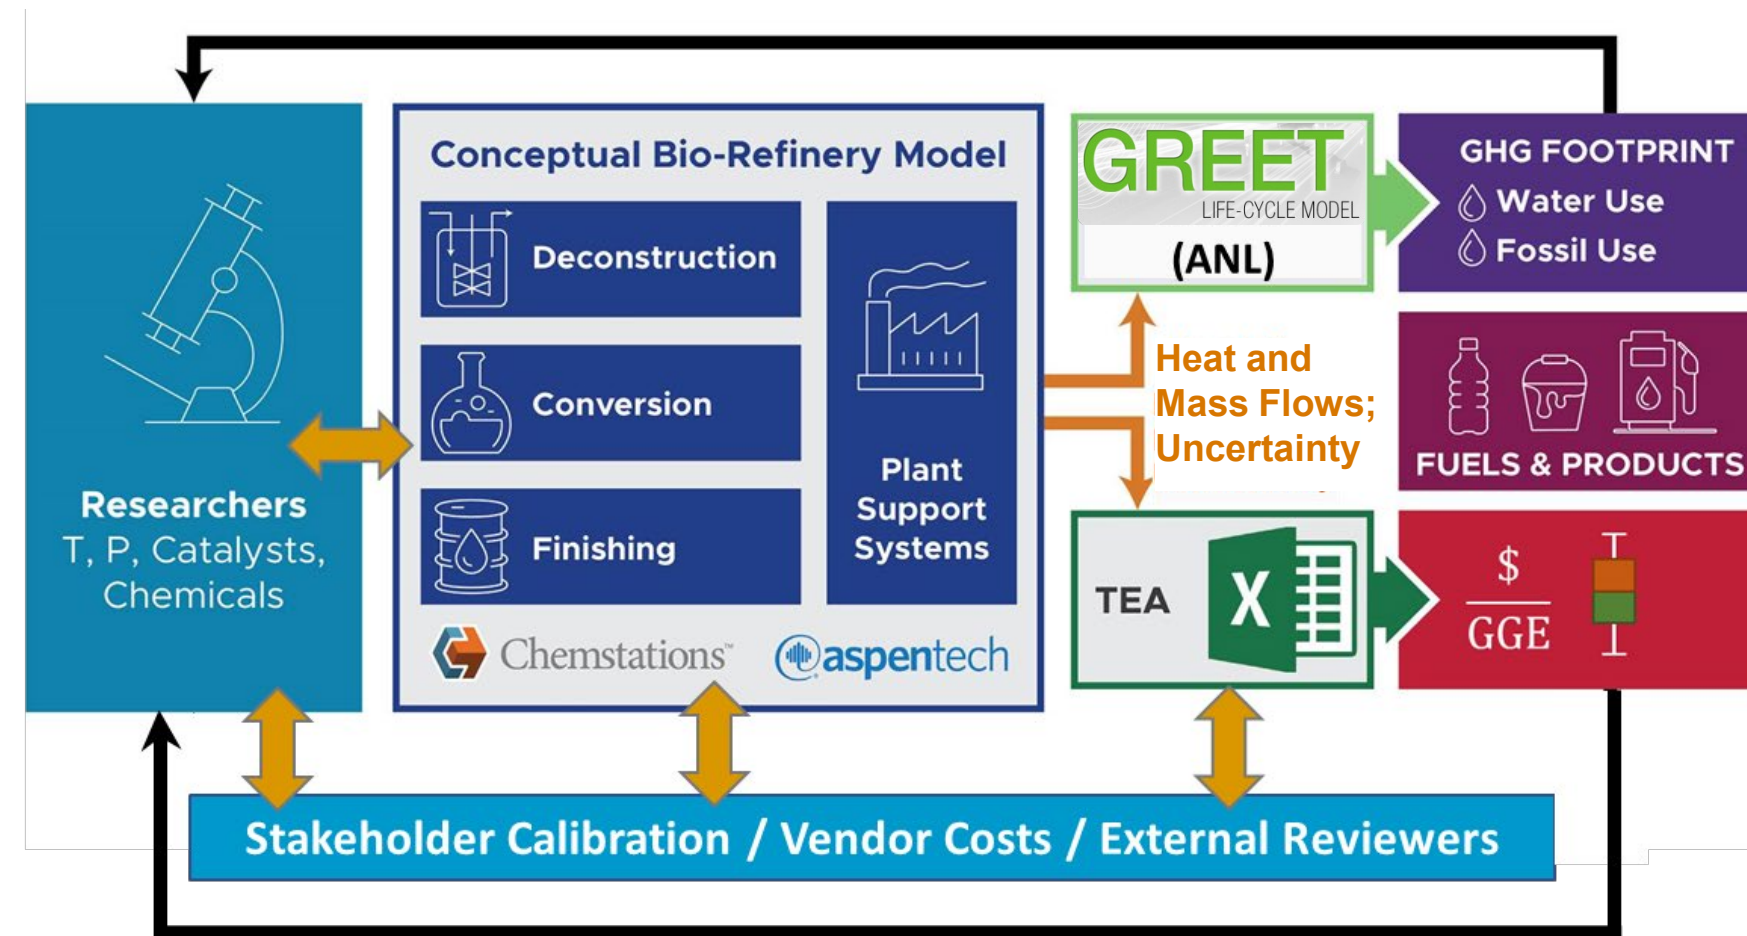 Researchers
T, P, Catalysts,
Chemicals
Conceptual Bio-Refinery Model
Deconstruction
Conversion
Finishing
Plant
Support
Systems
Chemstations™
aspentech
GREET
LIFE-CYCLE MODEL
(ANL)
Heat and
Mass Flows;
Uncertainty
TEA
X
GHG FOOTPRINT
Water Use
Fossil Use
FUELS & PRODUCTS
$
GGE
Stakeholder Calibration / Vendor Costs / External Reviewers